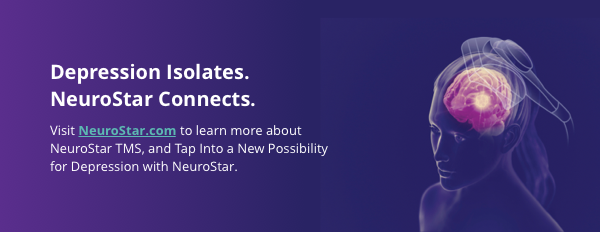 Depression Isolates.
NeuroStar Connects.
Visit NeuroStar.com to learn more about
NeuroStar TMS, and Tap Into a New Possibility
for Depression with NeuroStar.